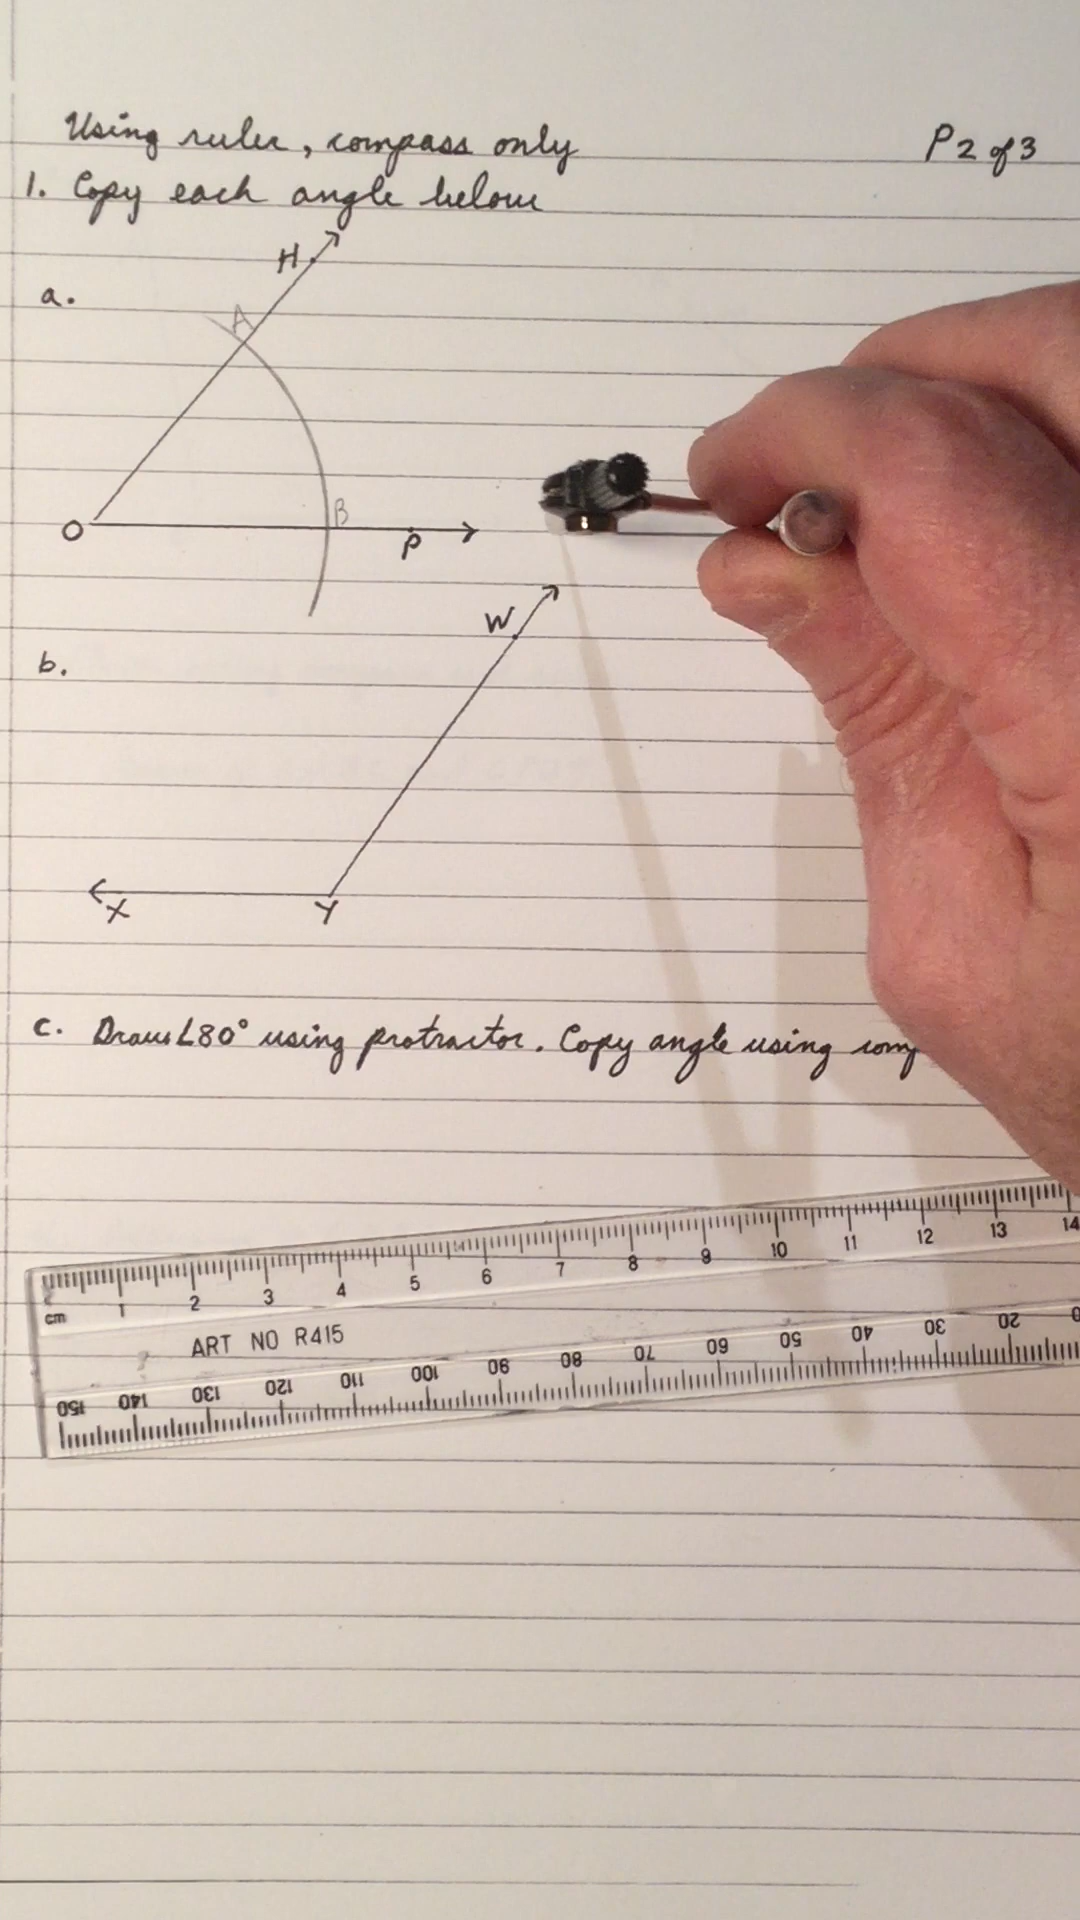 Using ruler, compass only
P 2 of 3
1. Copy each angle below
H
a.
A
B
O
P
W
b.
X
Y
c. Draw ∠80° using protractor. Copy angle using comp
1 2 3 4 5 6 7 8 9 10 11 12 13 14
cm
ART NO R415
150 140 130 120 110 100 90 80 70 60 50 40 30 20